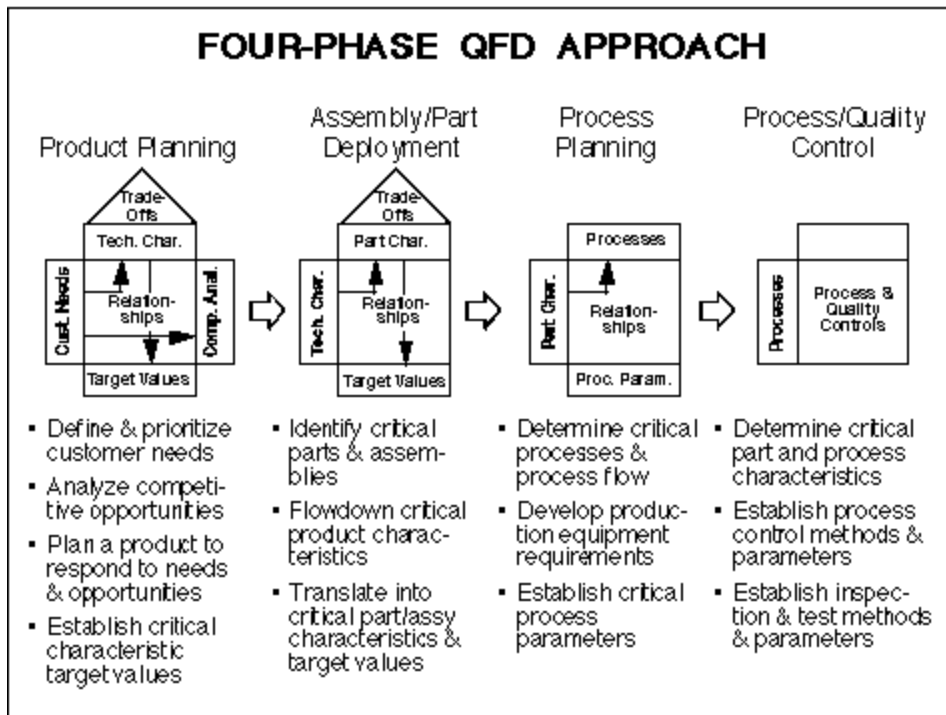 FOUR-PHASE QFD APPROACH
Product Planning
Trade-
Offs
Tech. Char.
Cust. Needs
Relation-
ships
Comp. Anal.
Target Values
▪ Define & prioritize
customer needs
▪ Analyze competi-
tive opportunities
▪ Plan a product to
respond to needs
& opportunities
▪ Establish critical
characteristic
target values
Assembly/Part
Deployment
Trade-
Offs
Part Char.
Tech. Char.
Relation-
ships
Target Values
▪ Identify critical
parts & assem-
blies
▪ Flowdown critical
product charac-
teristics
▪ Translate into
critical part/assy
characteristics &
target values
Process
Planning
Processes
Part Char.
Relation-
ships
Proc. Param.
▪ Determine critical
processes &
process flow
▪ Develop produc-
tion equipment
requirements
▪ Establish critical
process
parameters
Process/Quality
Control
Processes
Process &
Quality
Controls
▪ Determine critical
part and process
characteristics
▪ Establish process
control methods &
parameters
▪ Establish inspec-
tion & test methods
& parameters